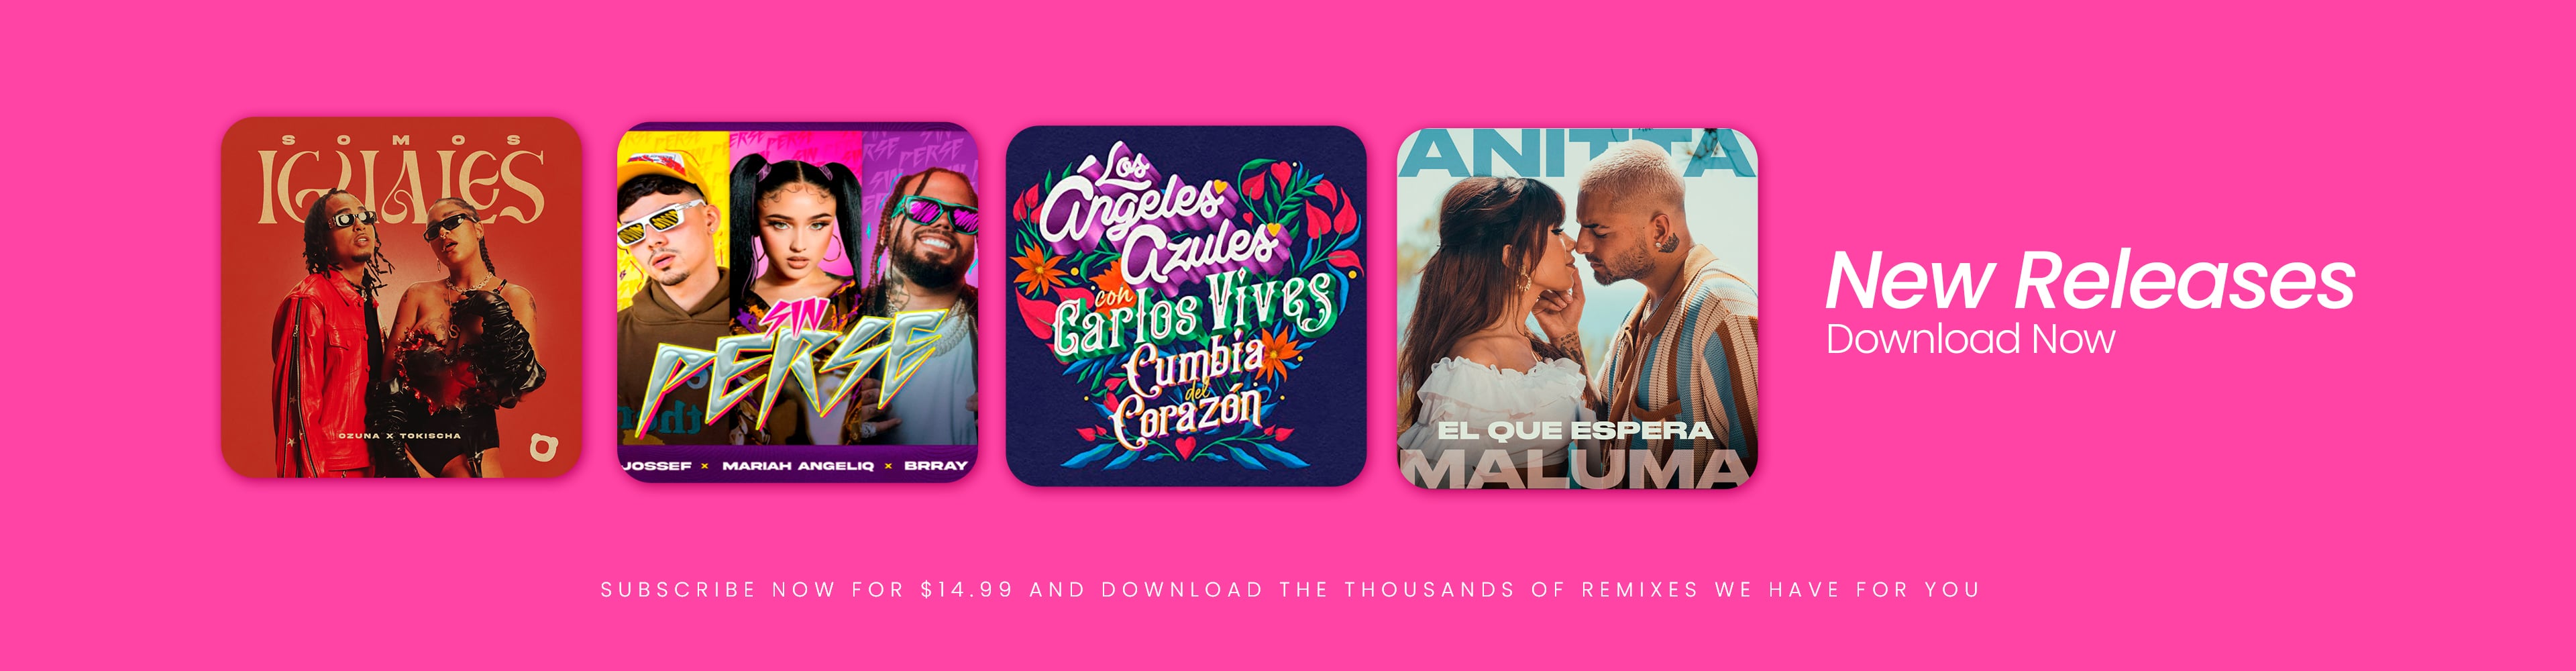 SOMOS
IGUALES
OZUNA X TOKISCHA
SIN
PERSE
JOSSEF × MARIAH ANGELIQ × BRRAY
Los
Ángeles
Azules
con
Carlos Vives
Cumbia
del
Corazón
ANITTA
EL QUE ESPERA
MALUMA
New Releases
Download Now
SUBSCRIBE NOW FOR $14.99 AND DOWNLOAD THE THOUSANDS OF REMIXES WE HAVE FOR YOU